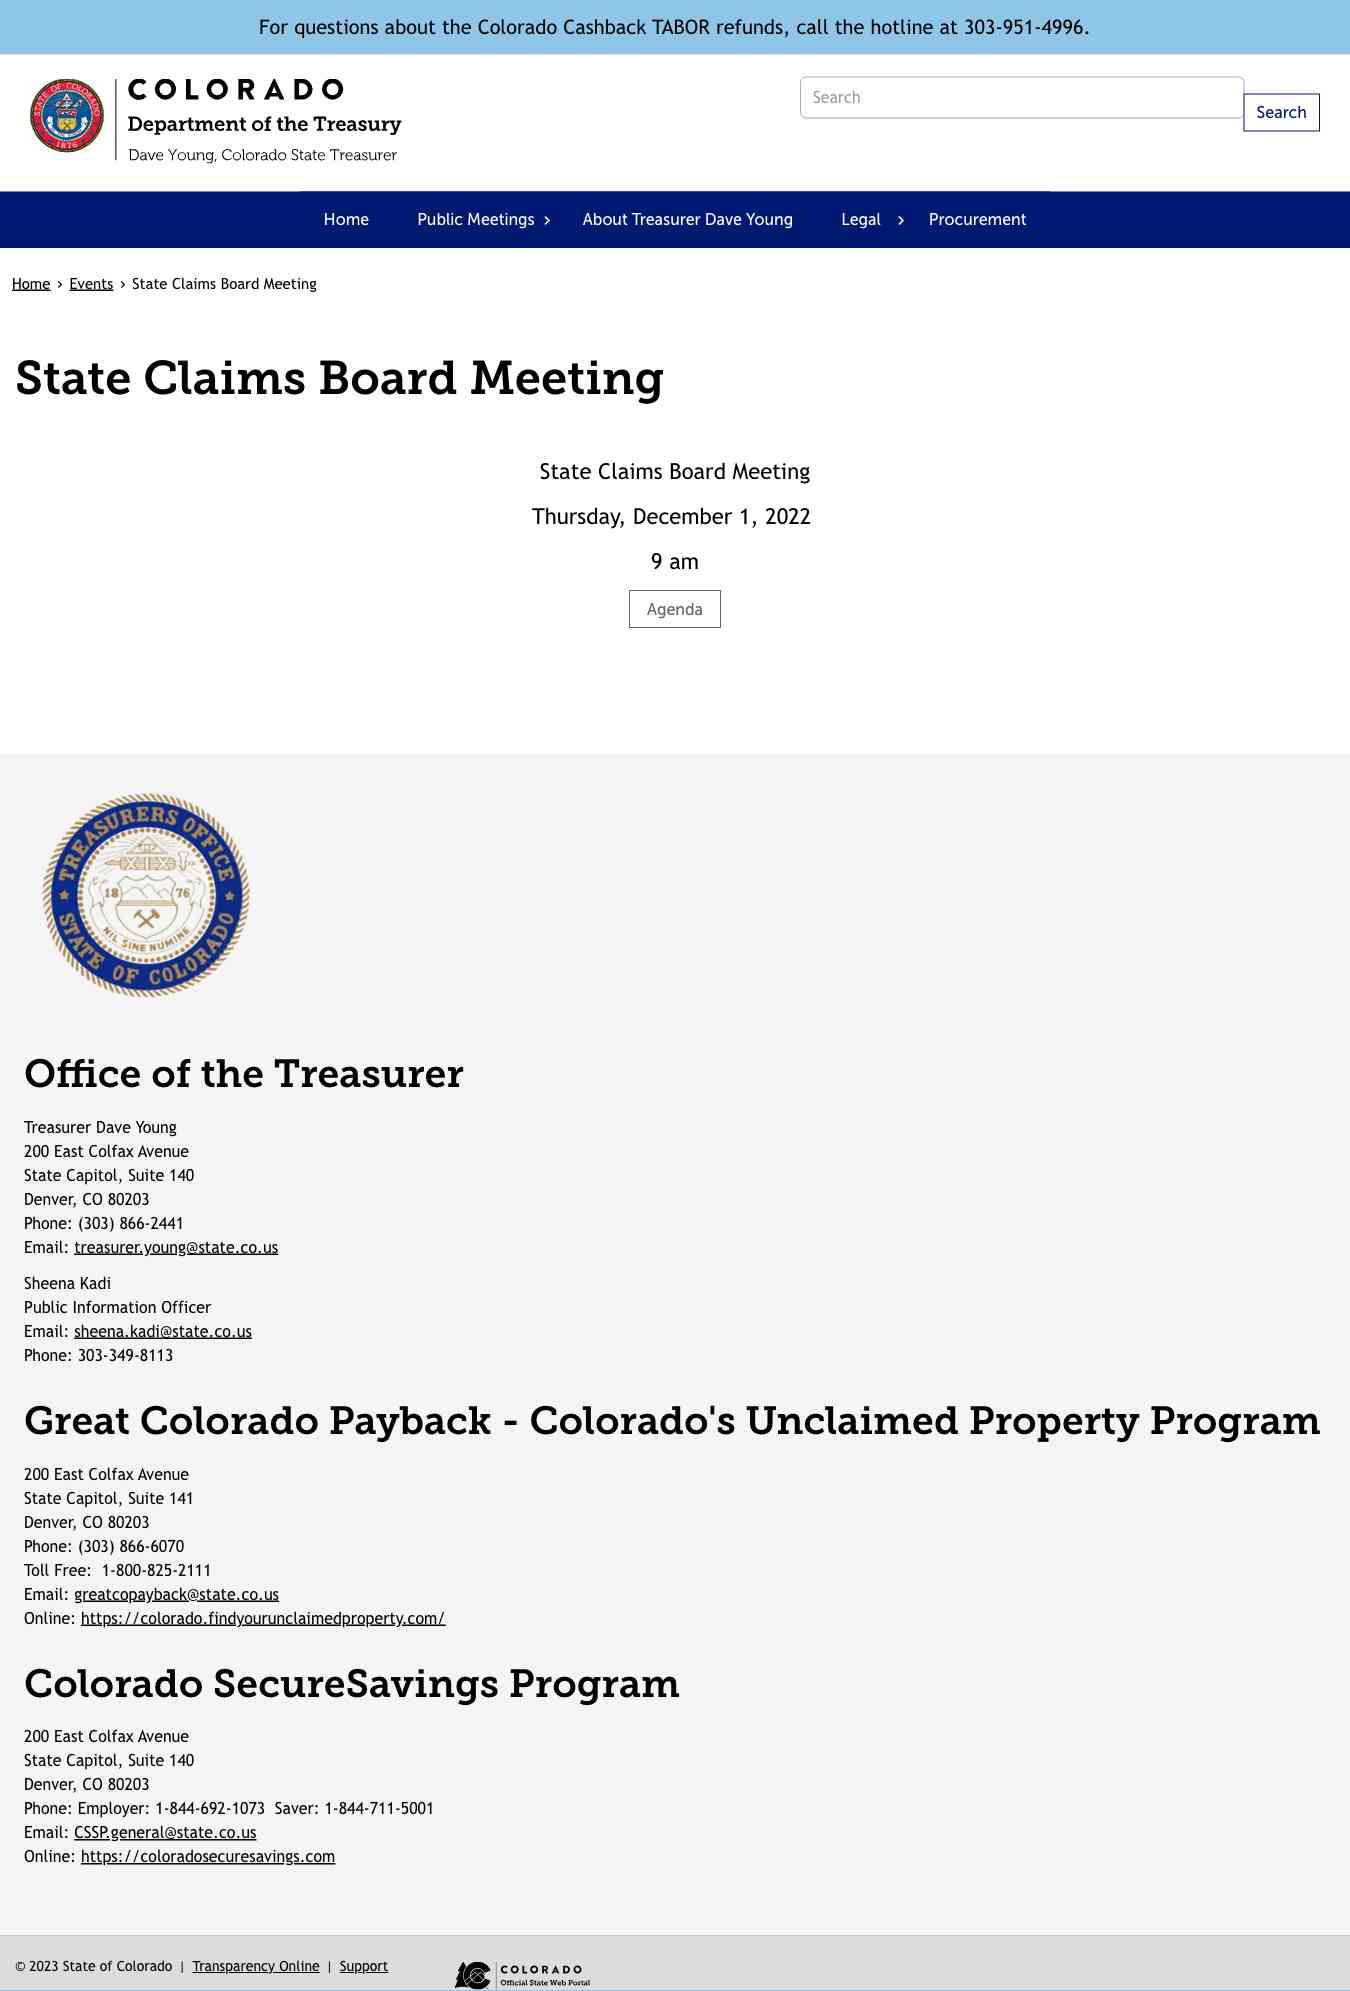 For questions about the Colorado Cashback TABOR refunds, call the hotline at 303-951-4996.
STATE OF COLORADO
1876
COLORADO
Department of the Treasury
Dave Young, Colorado State Treasurer
Search
Search
Home Public Meetings › About Treasurer Dave Young Legal › Procurement
Home › Events › State Claims Board Meeting
State Claims Board Meeting
State Claims Board Meeting
Thursday, December 1, 2022
9 am
Agenda
TREASURERS OFFICE
18 76
NIL SINE NUMINE
STATE OF COLORADO
Office of the Treasurer
Treasurer Dave Young
200 East Colfax Avenue
State Capitol, Suite 140
Denver, CO 80203
Phone: (303) 866-2441
Email: treasurer.young@state.co.us
Sheena Kadi
Public Information Officer
Email: sheena.kadi@state.co.us
Phone: 303-349-8113
Great Colorado Payback - Colorado's Unclaimed Property Program
200 East Colfax Avenue
State Capitol, Suite 141
Denver, CO 80203
Phone: (303) 866-6070
Toll Free:  1-800-825-2111
Email: greatcopayback@state.co.us
Online: https://colorado.findyourunclaimedproperty.com/
Colorado SecureSavings Program
200 East Colfax Avenue
State Capitol, Suite 140
Denver, CO 80203
Phone: Employer: 1-844-692-1073  Saver: 1-844-711-5001
Email: CSSP.general@state.co.us
Online: https://coloradosecuresavings.com
© 2023 State of Colorado | Transparency Online | Support
COLORADO
Official State Web Portal